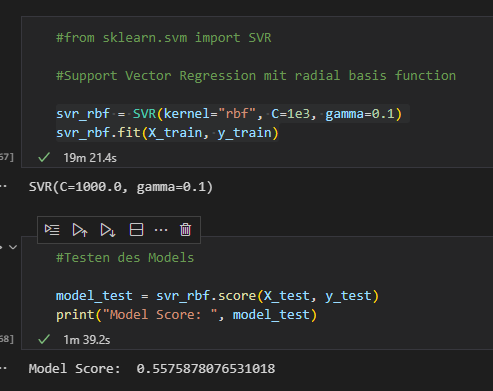 #from sklearn.svm import SVR
#Support Vector Regression mit radial basis function
svr_rbf = SVR(kernel="rbf", C=1e3, gamma=0.1)
svr_rbf.fit(X_train, y_train)
67]
19m 21.4s
SVR(C=1000.0, gamma=0.1)
#Testen des Models
model_test = svr_rbf.score(X_test, y_test)
print("Model Score: ", model_test)
68]
1m 39.2s
Model Score:  0.5575878076531018